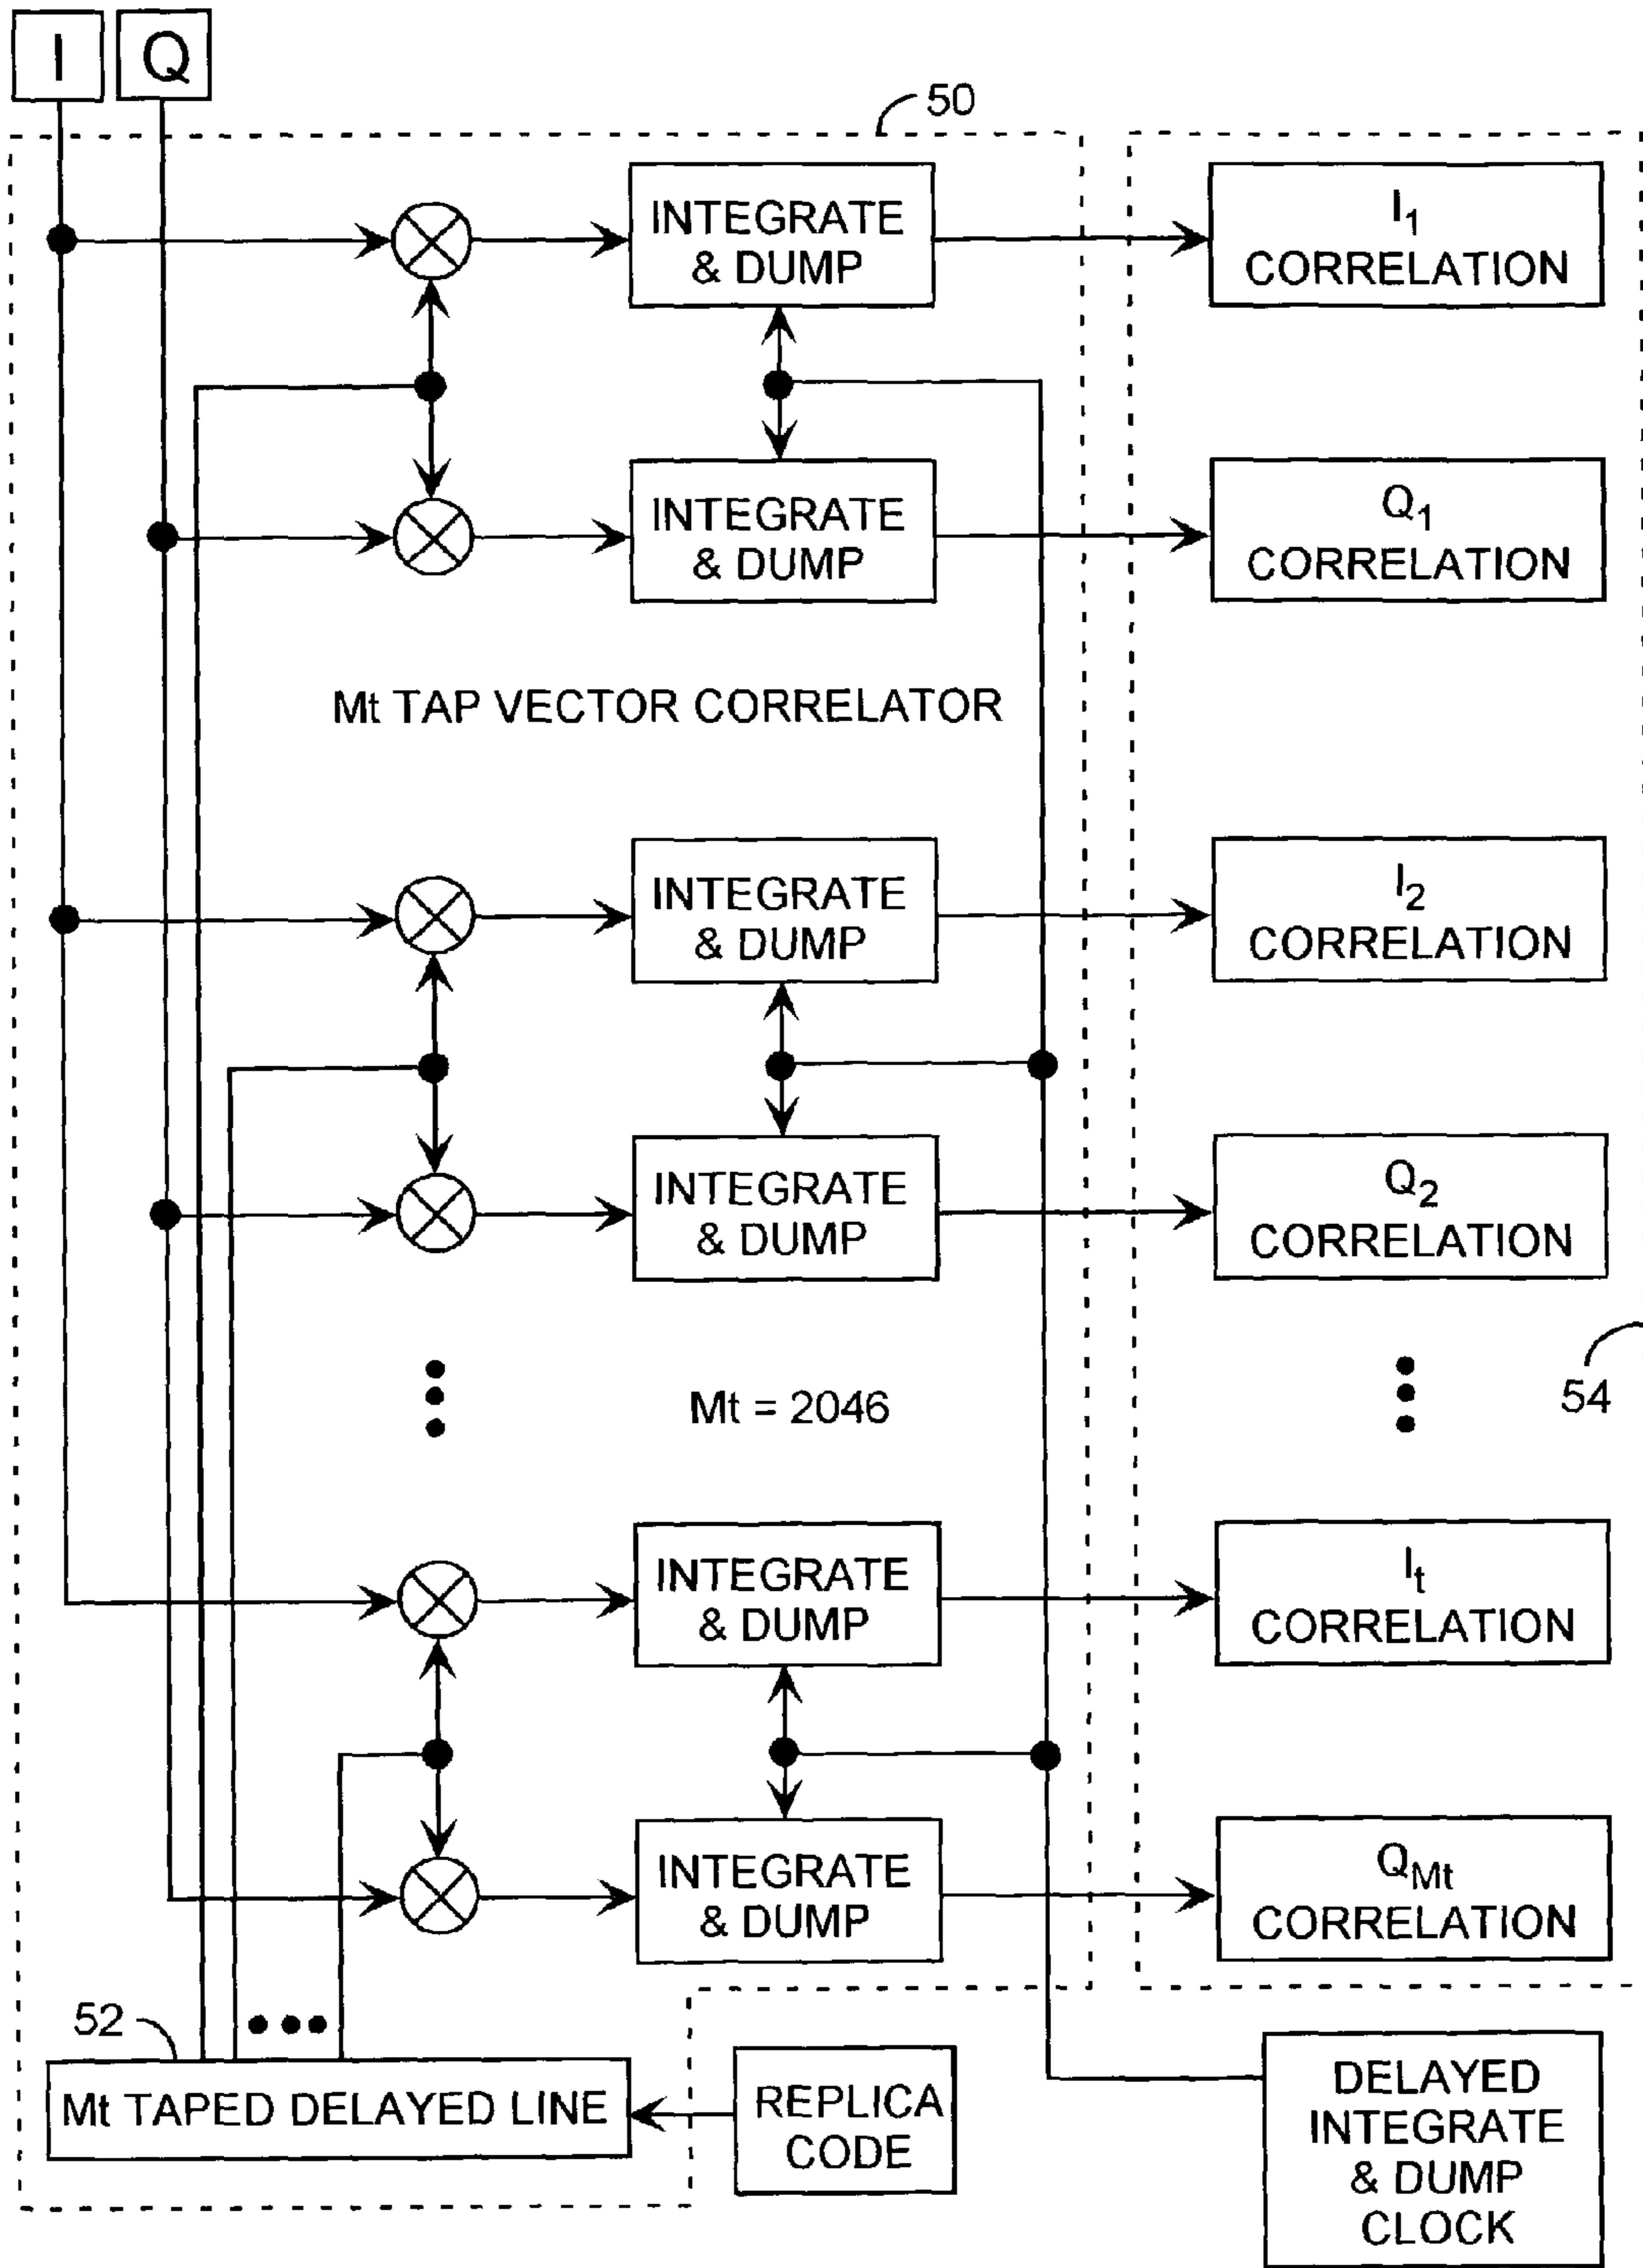 I Q
50
INTEGRATE
& DUMP
I₁
CORRELATION
INTEGRATE
& DUMP
Q₁
CORRELATION
Mt TAP VECTOR CORRELATOR
INTEGRATE
& DUMP
I₂
CORRELATION
INTEGRATE
& DUMP
Q₂
CORRELATION
Mt = 2046
54
INTEGRATE
& DUMP
Iₜ
CORRELATION
INTEGRATE
& DUMP
Q_Mt
CORRELATION
52
Mt TAPED DELAYED LINE
REPLICA
CODE
DELAYED
INTEGRATE
& DUMP
CLOCK